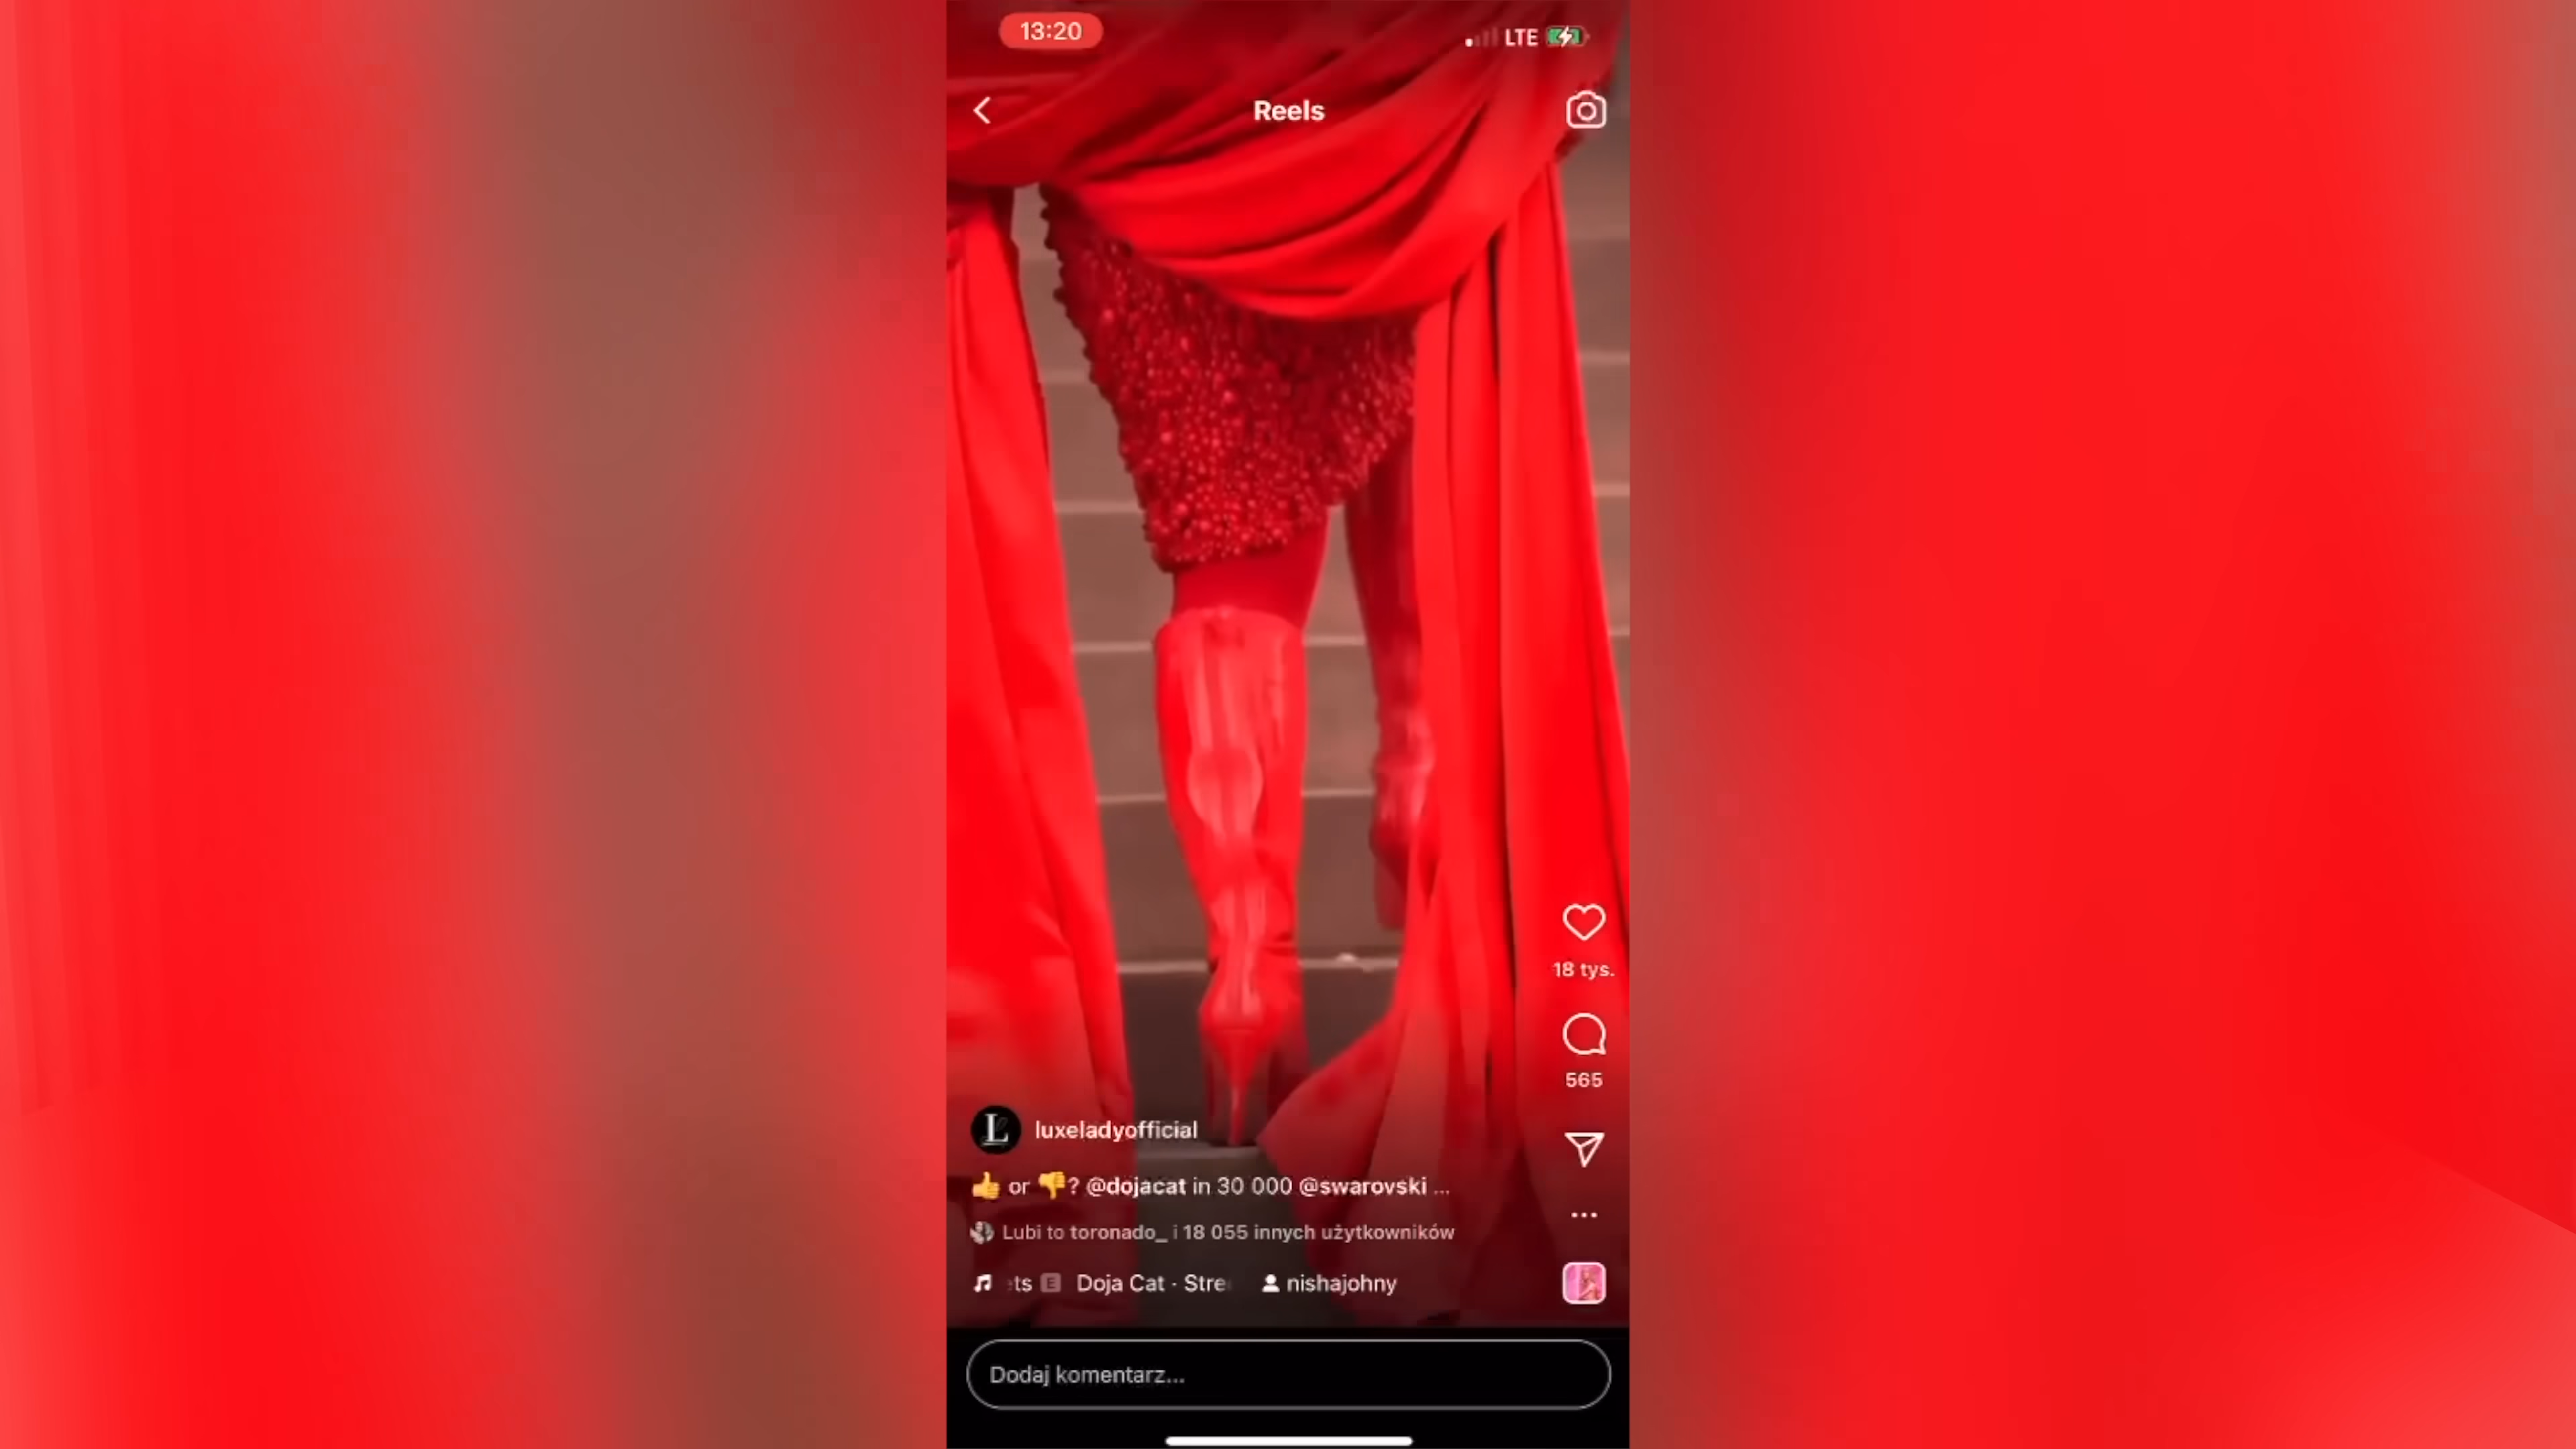 13:20
LTE
Reels
18 tys.
565
luxeladyofficial
👍 or 👎? @dojacat in 30 000 @swarovski ...
Lubi to toronado_ i 18 055 innych użytkowników
ts E Doja Cat · Stre nishajohny
Dodaj komentarz...